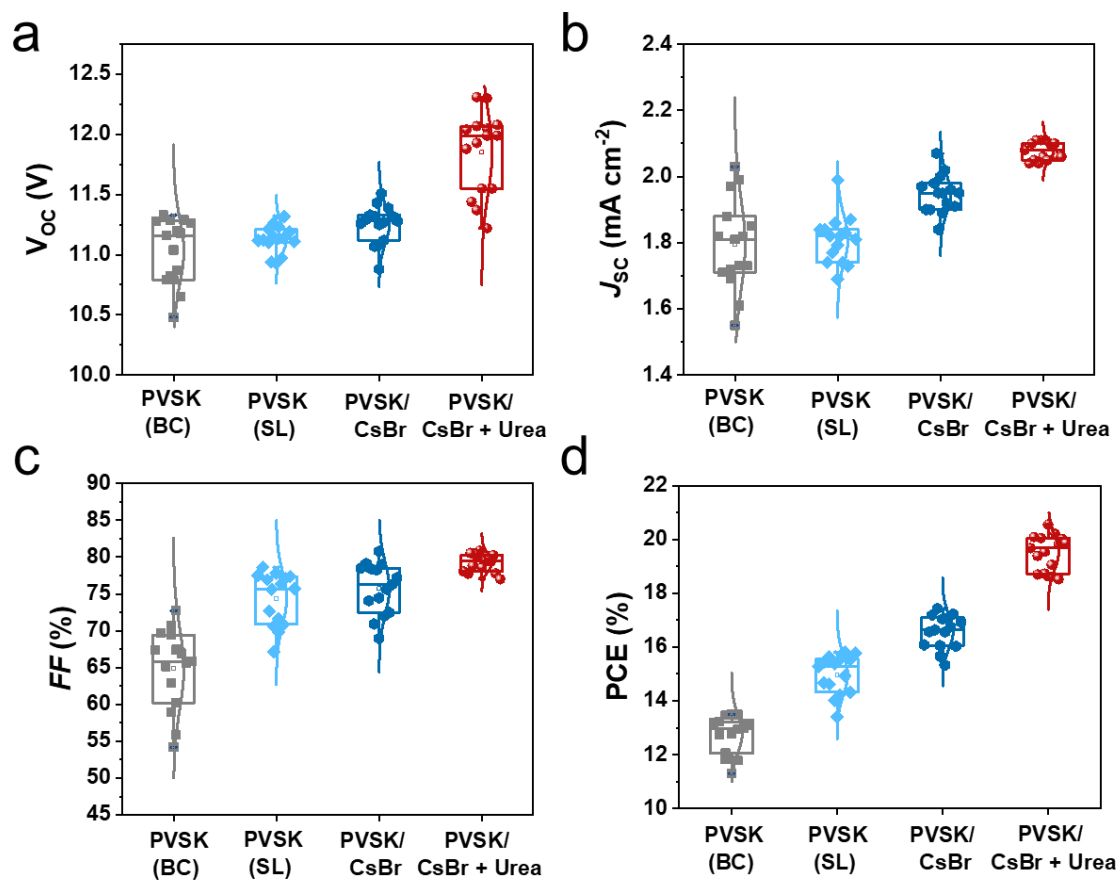 a
V_OC (V)
12.5
12.0
11.5
11.0
10.5
10.0
PVSK PVSK PVSK/ PVSK/
(BC) (SL) CsBr CsBr + Urea
b
J_SC (mA cm⁻²)
2.4
2.2
2.0
1.8
1.6
1.4
PVSK PVSK PVSK/ PVSK/
(BC) (SL) CsBr CsBr + Urea
c
FF (%)
90
85
80
75
70
65
60
55
50
45
PVSK PVSK PVSK/ PVSK/
(BC) (SL) CsBr CsBr + Urea
d
PCE (%)
22
20
18
16
14
12
10
PVSK PVSK PVSK/ PVSK/
(BC) (SL) CsBr CsBr + Urea